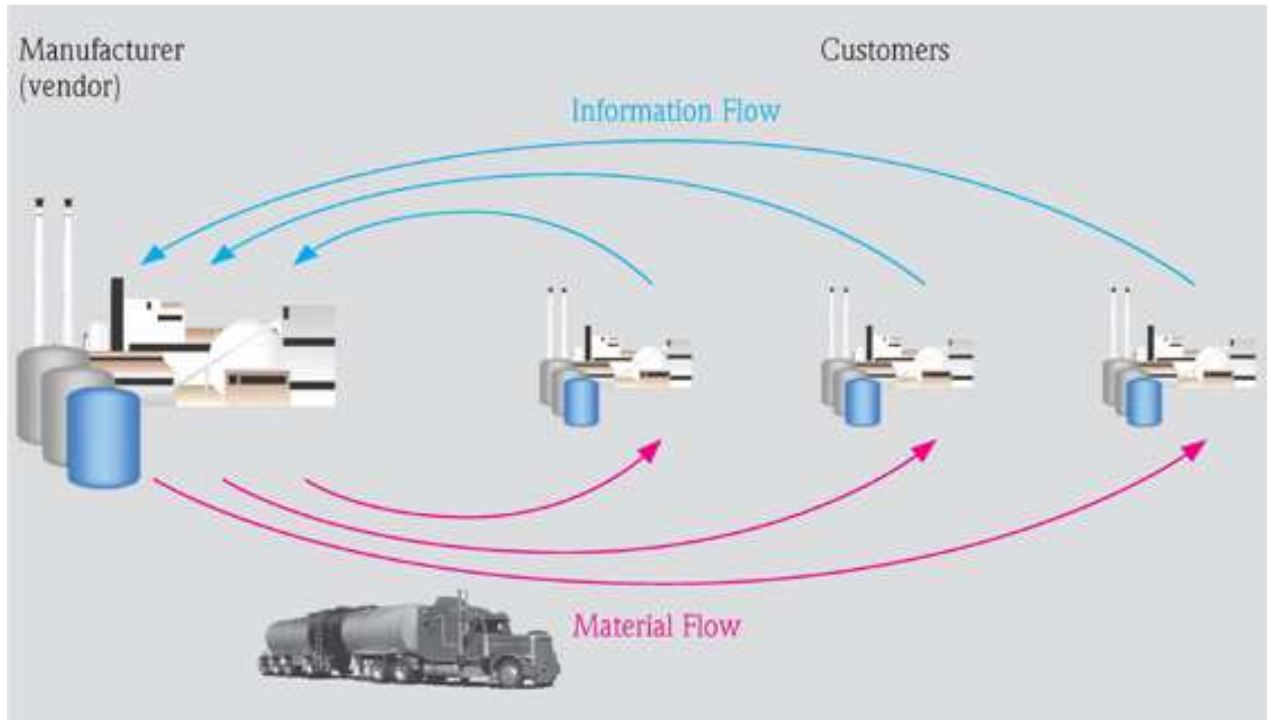 Manufacturer
(vendor)
Customers
Information Flow
Material Flow